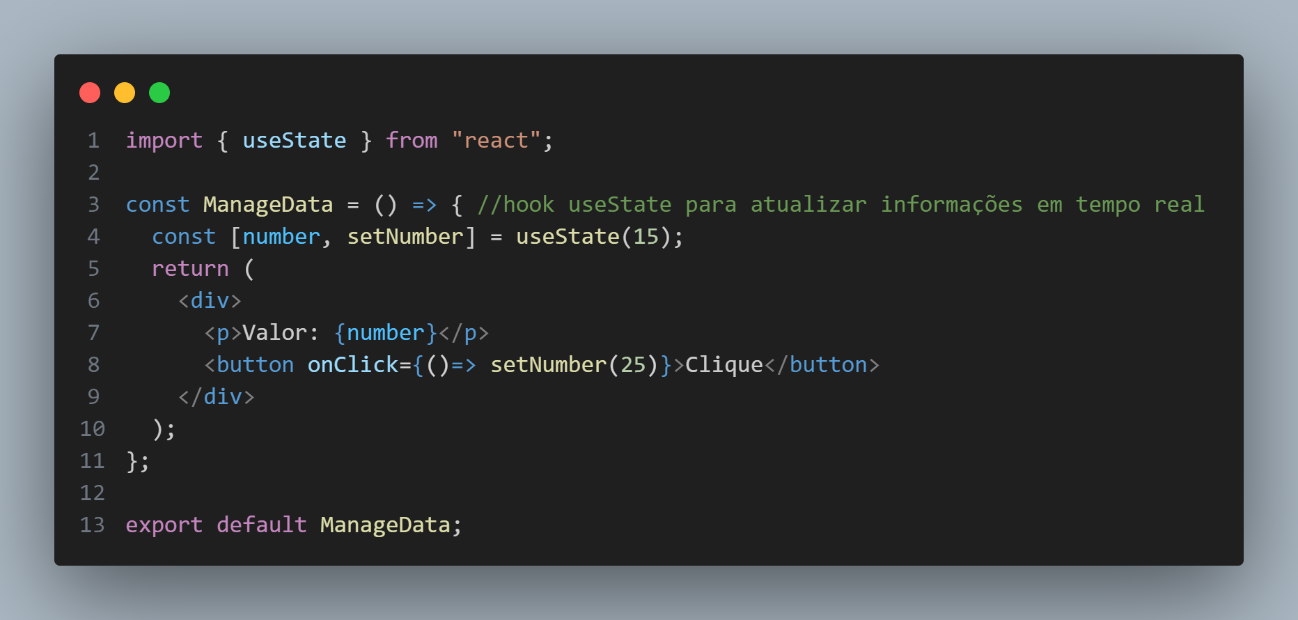 1 import { useState } from "react";
2
3 const ManageData = () => { //hook useState para atualizar informações em tempo real
4   const [number, setNumber] = useState(15);
5   return (
6     <div>
7       <p>Valor: {number}</p>
8       <button onClick={()=> setNumber(25)}>Clique</button>
9     </div>
10   );
11 };
12
13 export default ManageData;